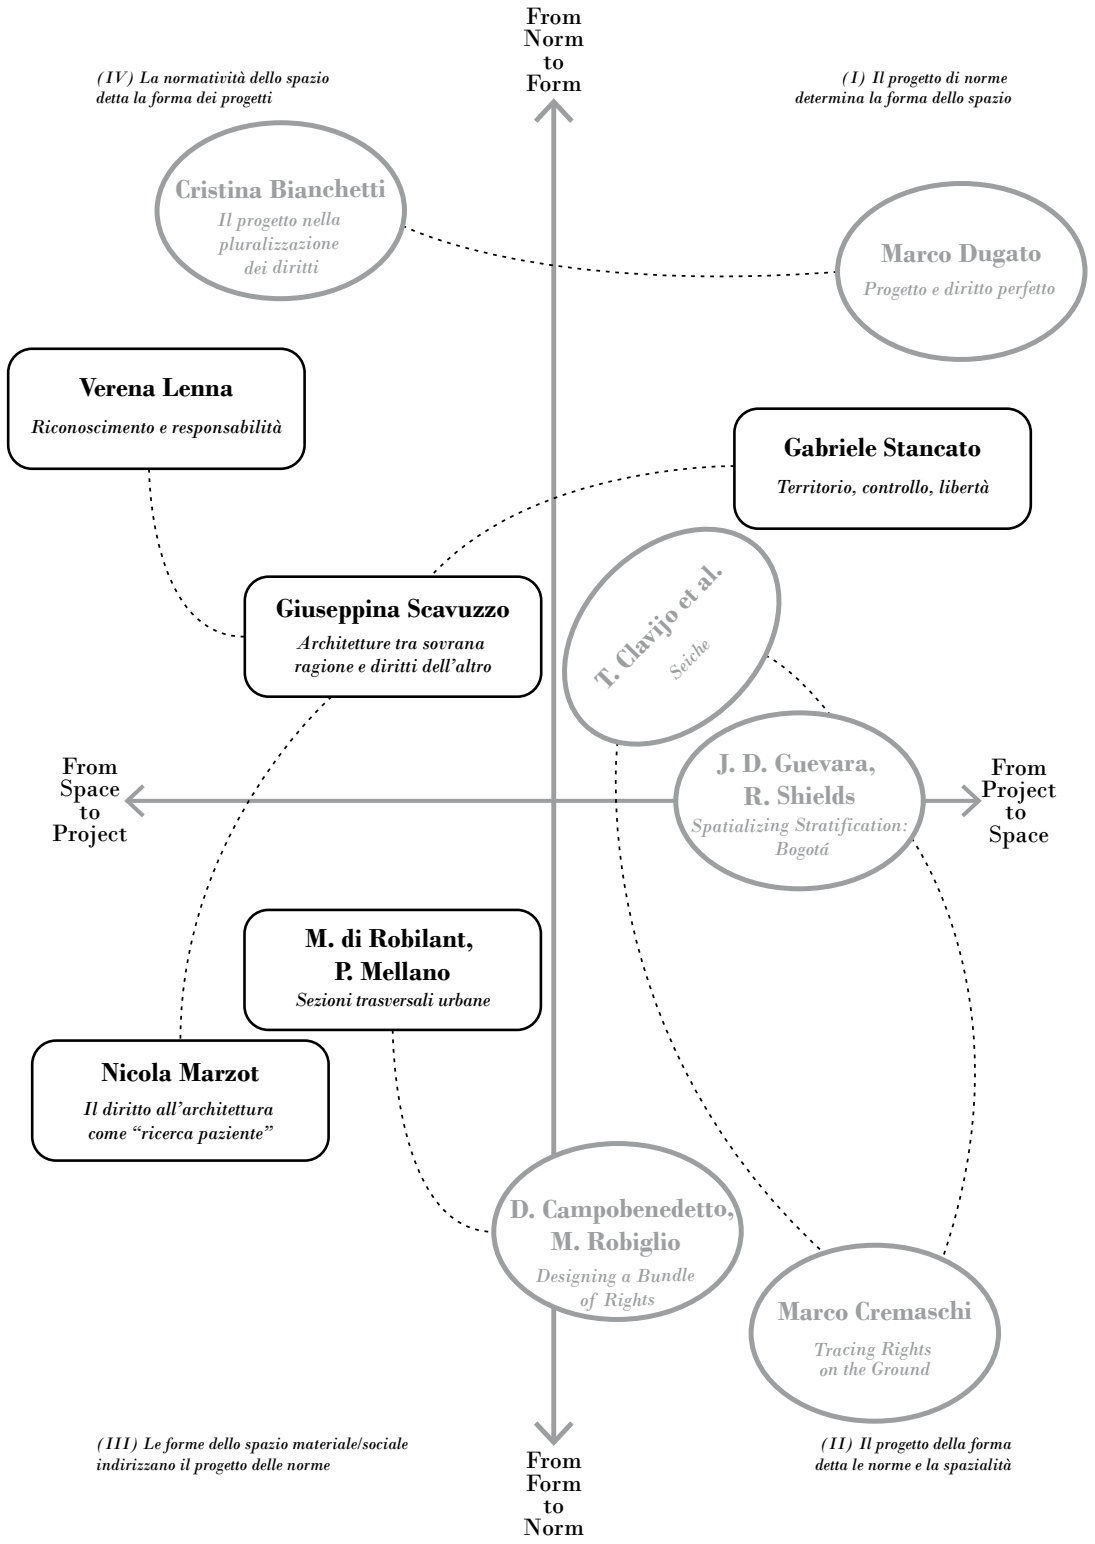 From
Norm
to
Form
(IV) La normatività dello spazio
detta la forma dei progetti
(I) Il progetto di norme
determina la forma dello spazio
Cristina Bianchetti
Il progetto nella
pluralizzazione
dei diritti
Marco Dugato
Progetto e diritto perfetto
Verena Lenna
Riconoscimento e responsabilità
Gabriele Stancato
Territorio, controllo, libertà
Giuseppina Scavuzzo
Architetture tra sovrana
ragione e diritti dell’altro
T. Clavijo et al.
Seiche
From
Space
to
Project
J. D. Guevara,
R. Shields
Spatializing Stratification:
Bogotá
From
Project
to
Space
M. di Robilant,
P. Mellano
Sezioni trasversali urbane
Nicola Marzot
Il diritto all’architettura
come “ricerca paziente”
D. Campobenedetto,
M. Robiglio
Designing a Bundle
of Rights
Marco Cremaschi
Tracing Rights
on the Ground
(III) Le forme dello spazio materiale/sociale
indirizzano il progetto delle norme
(II) Il progetto della forma
detta le norme e la spazialità
From
Form
to
Norm